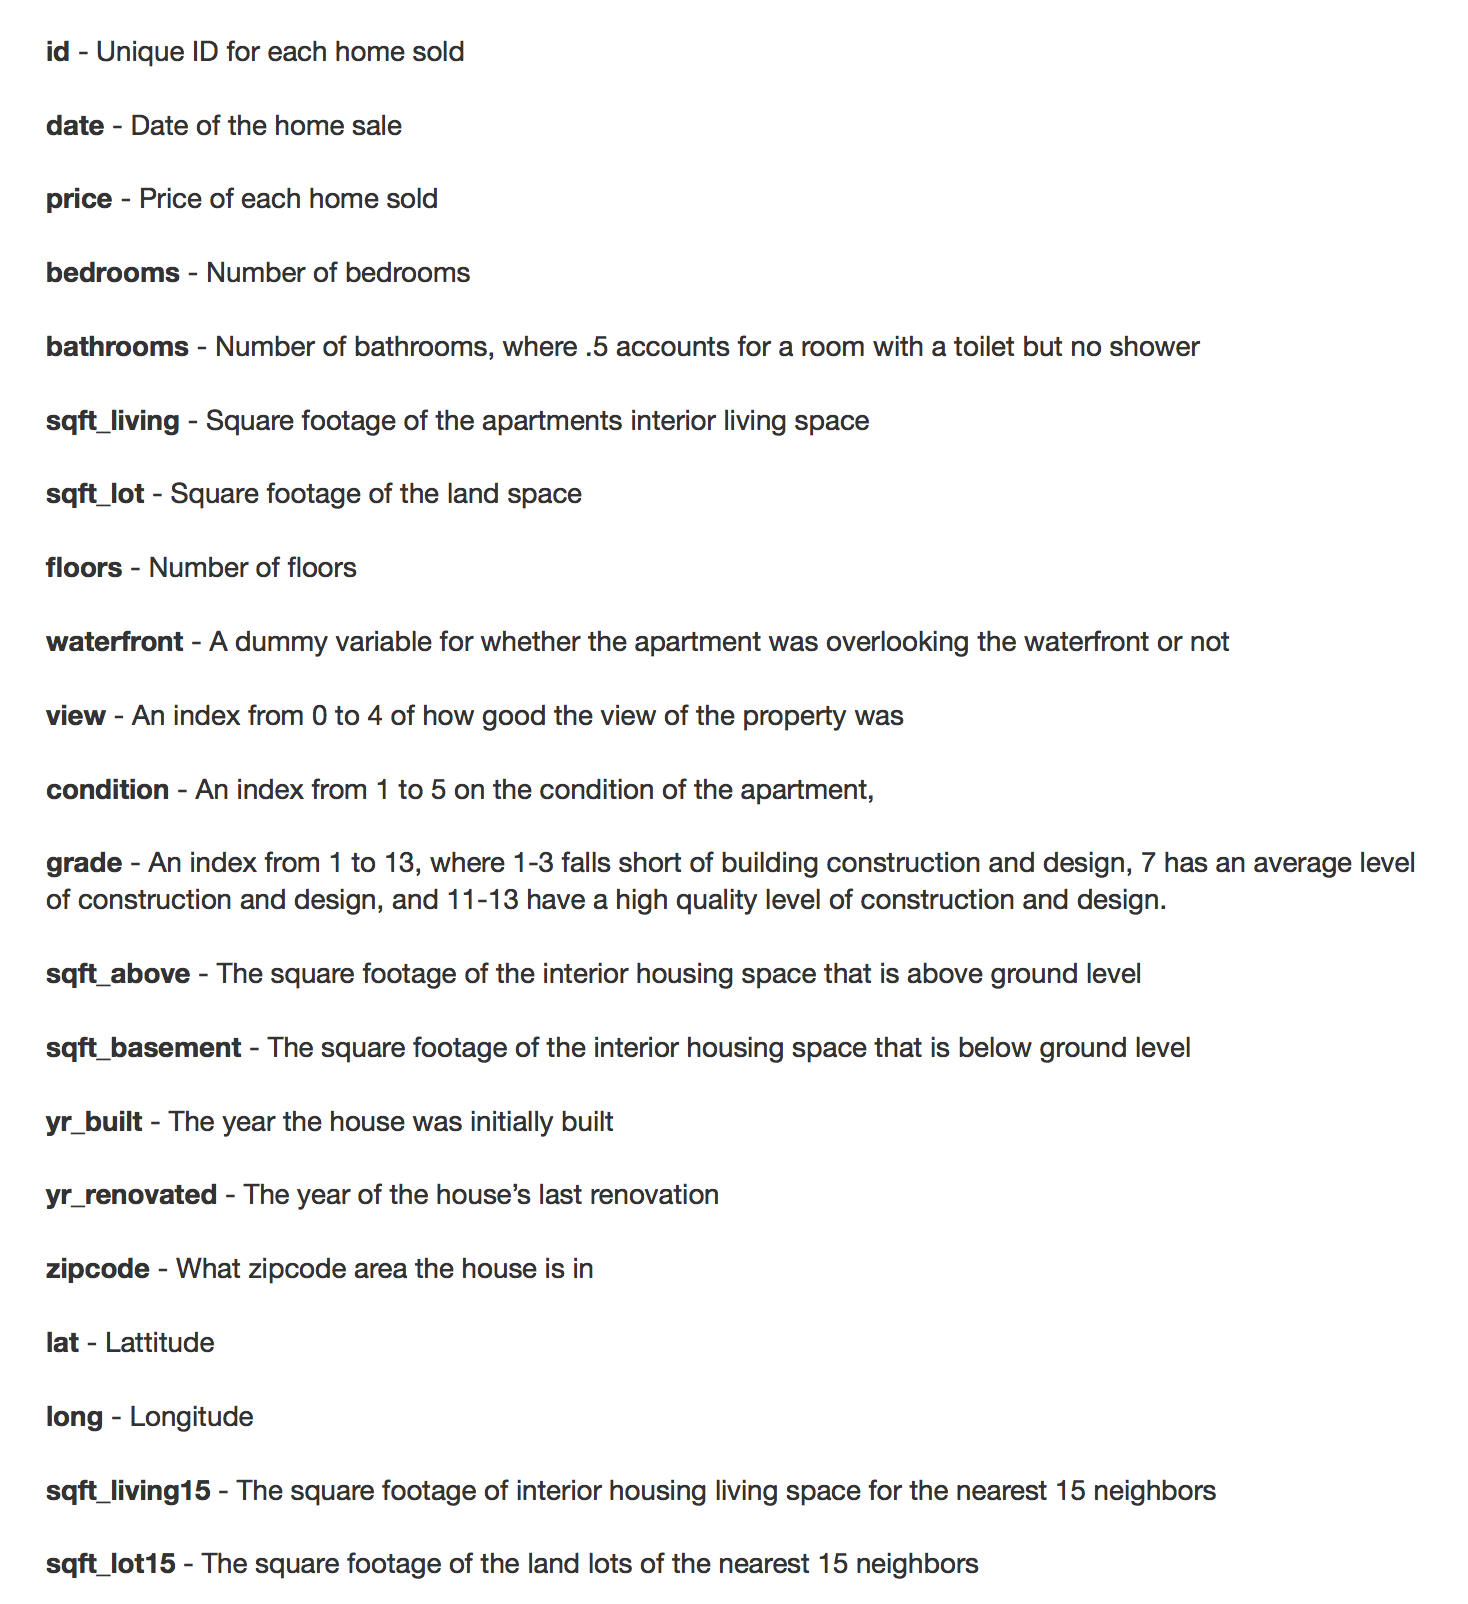 id - Unique ID for each home sold
date - Date of the home sale
price - Price of each home sold
bedrooms - Number of bedrooms
bathrooms - Number of bathrooms, where .5 accounts for a room with a toilet but no shower
sqft_living - Square footage of the apartments interior living space
sqft_lot - Square footage of the land space
floors - Number of floors
waterfront - A dummy variable for whether the apartment was overlooking the waterfront or not
view - An index from 0 to 4 of how good the view of the property was
condition - An index from 1 to 5 on the condition of the apartment,
grade - An index from 1 to 13, where 1-3 falls short of building construction and design, 7 has an average level
of construction and design, and 11-13 have a high quality level of construction and design.
sqft_above - The square footage of the interior housing space that is above ground level
sqft_basement - The square footage of the interior housing space that is below ground level
yr_built - The year the house was initially built
yr_renovated - The year of the house’s last renovation
zipcode - What zipcode area the house is in
lat - Lattitude
long - Longitude
sqft_living15 - The square footage of interior housing living space for the nearest 15 neighbors
sqft_lot15 - The square footage of the land lots of the nearest 15 neighbors